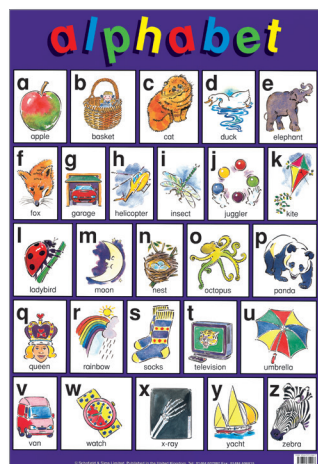 alphabet
a b c d e
apple basket cat duck elephant
f g h i j k
fox garage helicopter insect juggler kite
l m n o p
ladybird moon nest octopus panda
q r s t u
queen rainbow socks television umbrella
v w x y z
van watch x-ray yacht zebra